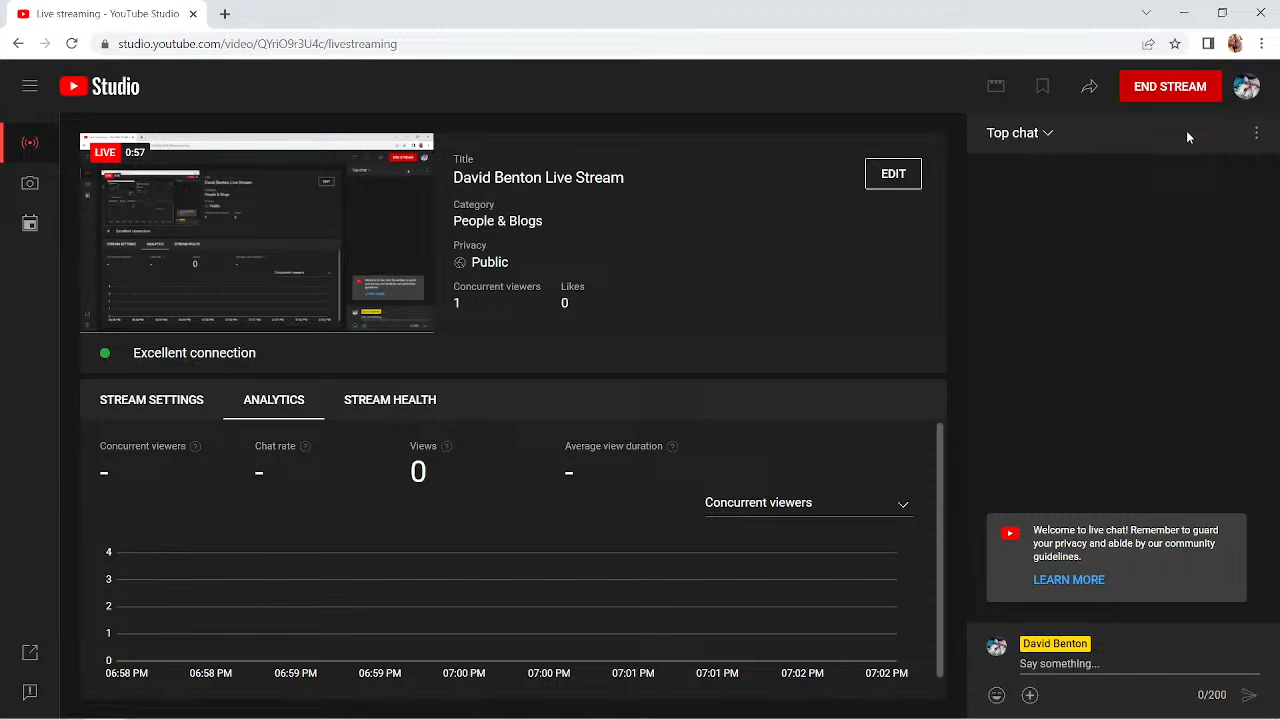 Live streaming - YouTube Studio
studio.youtube.com/video/QYriO9r3U4c/livestreaming
Studio
END STREAM
Top chat
LIVE 0:57
Title
David Benton Live Stream
EDIT
Category
People & Blogs
Privacy
Public
Concurrent viewers Likes
1 0
Excellent connection
STREAM SETTINGS ANALYTICS STREAM HEALTH
Concurrent viewers ? Chat rate ? Views ? Average view duration ?
- - 0 -
Concurrent viewers
4
3
2
1
0
06:58 PM 06:58 PM 06:59 PM 06:59 PM 07:00 PM 07:00 PM 07:01 PM 07:01 PM 07:02 PM 07:02 PM
Welcome to live chat! Remember to guard
your privacy and abide by our community
guidelines.
LEARN MORE
David Benton
Say something...
0/200